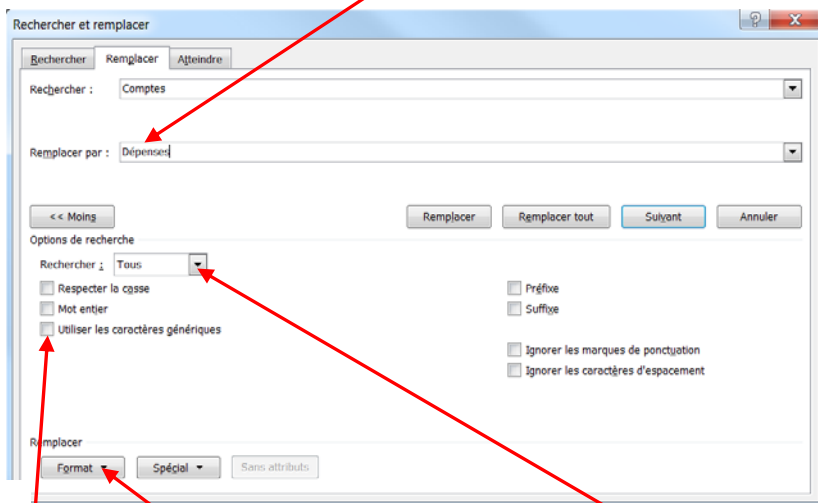 Rechercher et remplacer
Rechercher Remplacer Atteindre
Rechercher : Comptes
Remplacer par : Dépenses
<< Moins Remplacer Remplacer tout Suivant Annuler
Options de recherche
Rechercher : Tous
Respecter la casse Préfixe
Mot entier Suffixe
Utiliser les caractères génériques
Ignorer les marques de ponctuation
Ignorer les caractères d'espacement
Remplacer
Format Spécial Sans attributs